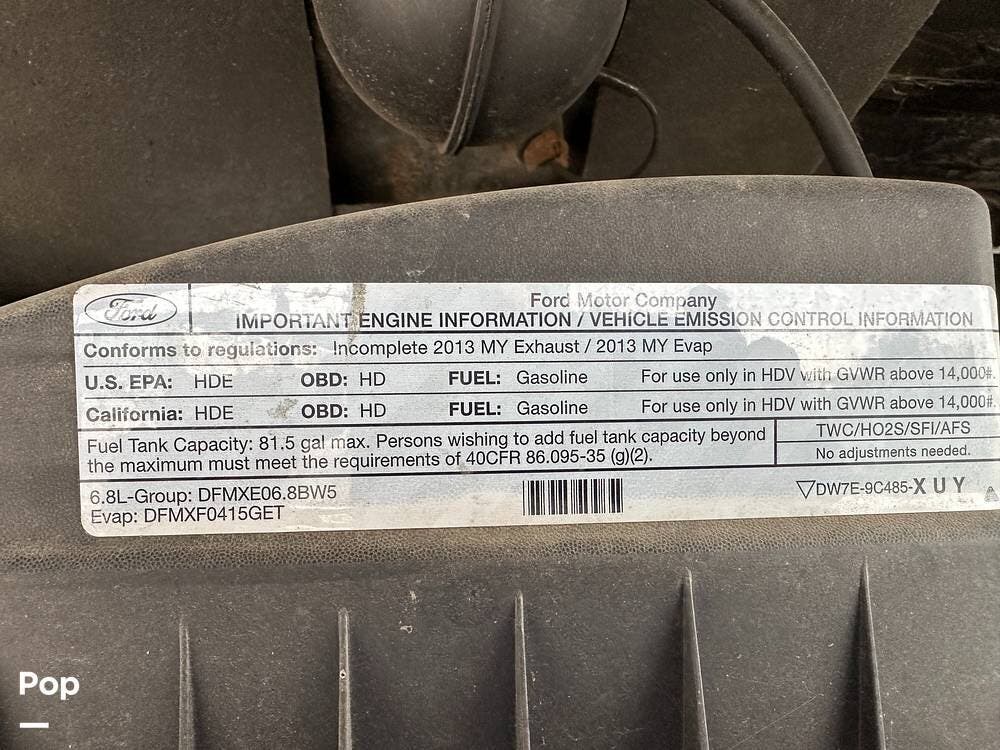 Ford
Ford Motor Company
IMPORTANT ENGINE INFORMATION / VEHICLE EMISSION CONTROL INFORMATION
Conforms to regulations: Incomplete 2013 MY Exhaust / 2013 MY Evap
U.S. EPA: HDE OBD: HD FUEL: Gasoline For use only in HDV with GVWR above 14,000#.
California: HDE OBD: HD FUEL: Gasoline For use only in HDV with GVWR above 14,000#.
Fuel Tank Capacity: 81.5 gal max. Persons wishing to add fuel tank capacity beyond
the maximum must meet the requirements of 40CFR 86.095-35 (g)(2).
TWC/HO2S/SFI/AFS
No adjustments needed.
6.8L-Group: DFMXE06.8BW5
Evap: DFMXF0415GET
▽DW7E-9C485-X U Y
Pop